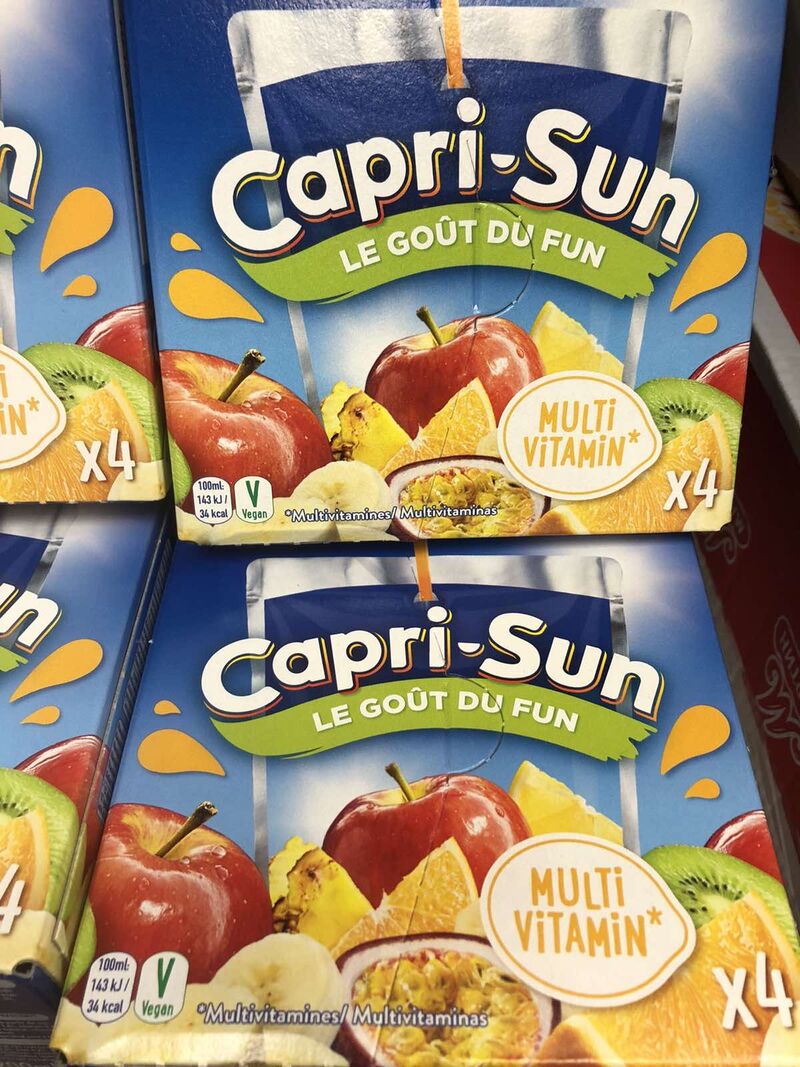 Capri-Sun
LE GOÛT DU FUN
MULTI
VITAMIN*
x4
100ml:
143 kJ /
34 kcal
V
Vegan
*Multivitamines/ Multivitaminas
x4
Capri-Sun
LE GOÛT DU FUN
MULTI
VITAMIN*
x4
100ml:
143 kJ /
34 kcal
V
Vegan
*Multivitamines/ Multivitaminas